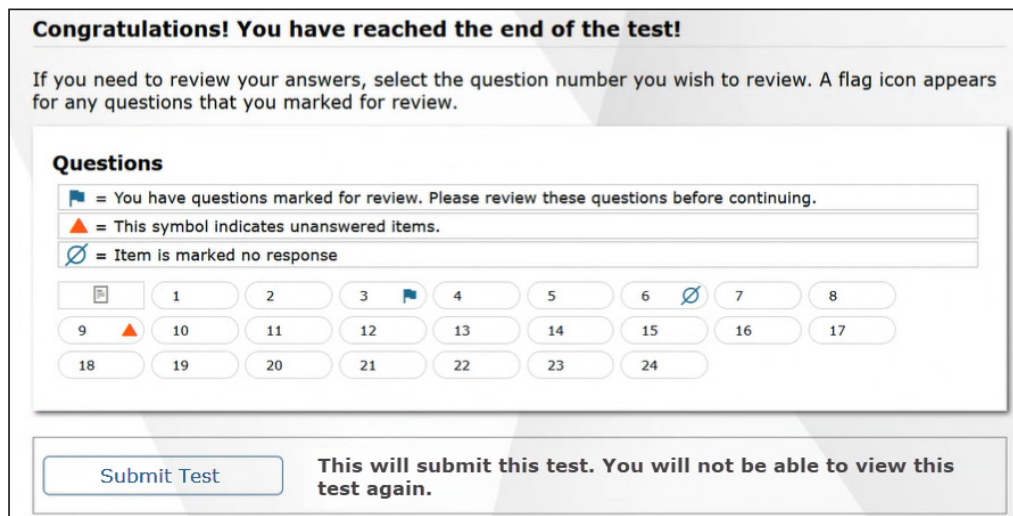 Congratulations! You have reached the end of the test!
If you need to review your answers, select the question number you wish to review. A flag icon appears
for any questions that you marked for review.
Questions
= You have questions marked for review. Please review these questions before continuing.
= This symbol indicates unanswered items.
= Item is marked no response
1 2 3 4 5 6 7 8
9 10 11 12 13 14 15 16 17
18 19 20 21 22 23 24
Submit Test
This will submit this test. You will not be able to view this
test again.